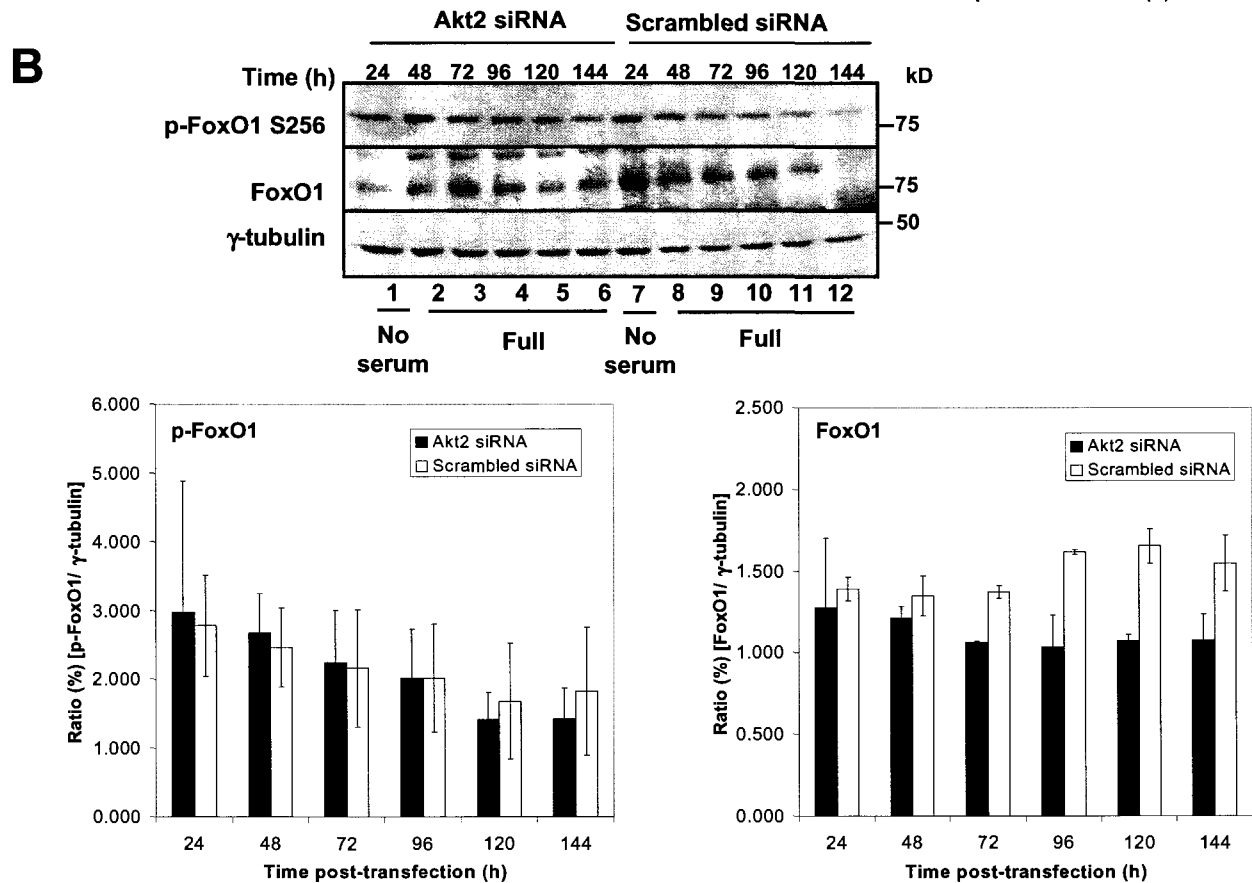 Akt2 siRNA Scrambled siRNA
B
Time (h) 24 48 72 96 120 144 24 48 72 96 120 144 kD
p-FoxO1 S256
75
FoxO1
75
50
γ-tubulin
1 2 3 4 5 6 7 8 9 10 11 12
No serum Full No serum Full
p-FoxO1
Akt2 siRNA
Scrambled siRNA
Ratio (%) [p-FoxO1/ γ-tubulin]
6.000
5.000
4.000
3.000
2.000
1.000
0.000
24 48 72 96 120 144
Time post-transfection (h)
FoxO1
Akt2 siRNA
Scrambled siRNA
Ratio (%) [FoxO1/ γ-tubulin]
2.500
2.000
1.500
1.000
0.500
0.000
24 48 72 96 120 144
Time post-transfection (h)